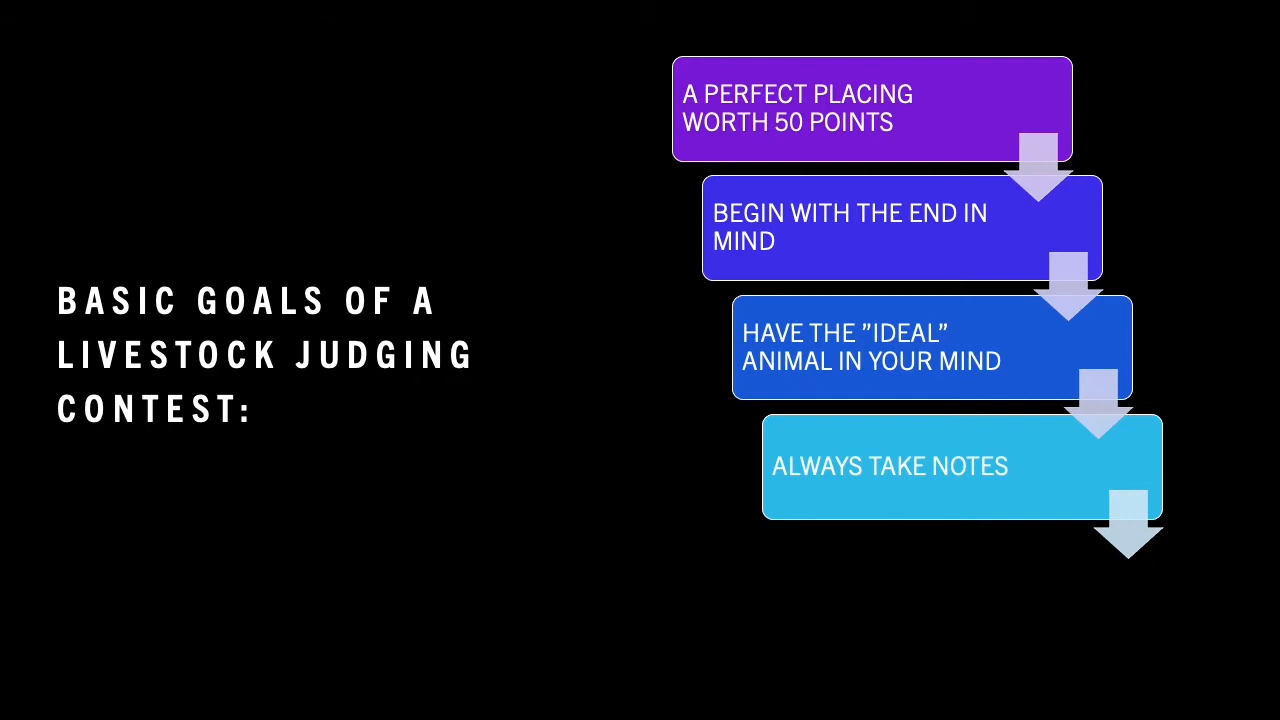 BASIC GOALS OF A
LIVESTOCK JUDGING
CONTEST:
A PERFECT PLACING
WORTH 50 POINTS
BEGIN WITH THE END IN
MIND
HAVE THE ”IDEAL”
ANIMAL IN YOUR MIND
ALWAYS TAKE NOTES